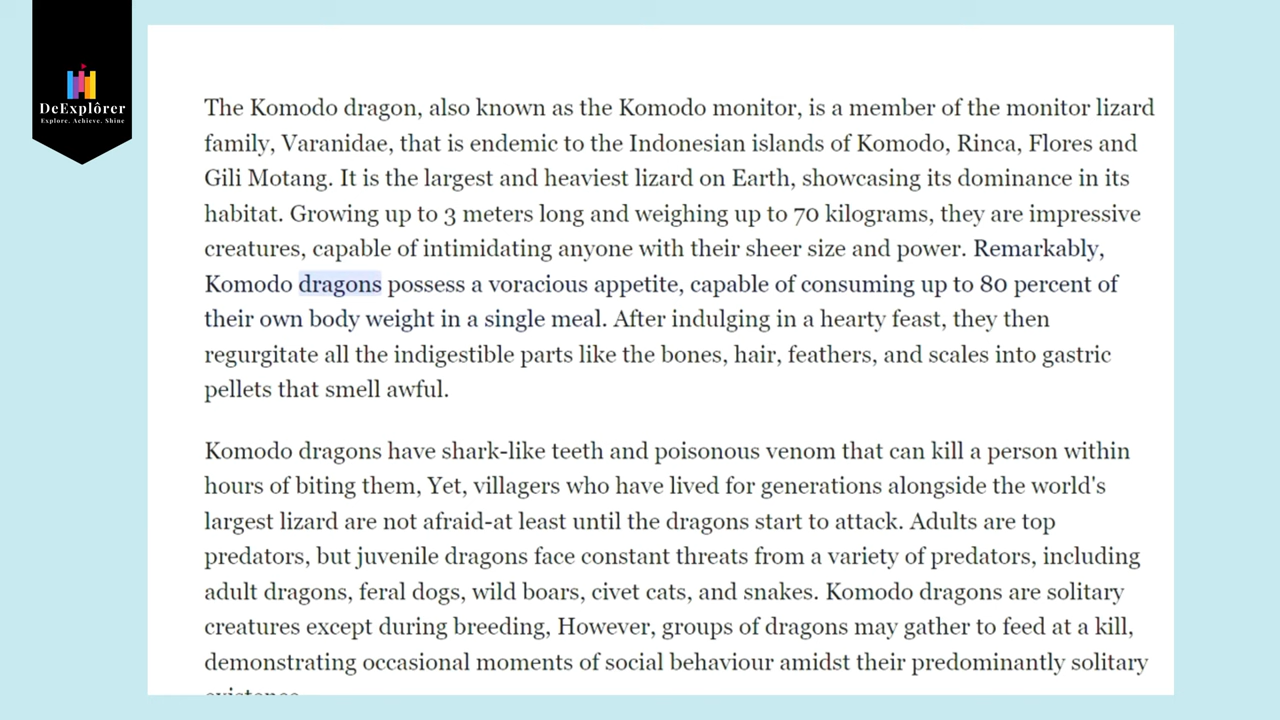 DeExplôrer
Explore. Achieve. Shine
The Komodo dragon, also known as the Komodo monitor, is a member of the monitor lizard
family, Varanidae, that is endemic to the Indonesian islands of Komodo, Rinca, Flores and
Gili Motang. It is the largest and heaviest lizard on Earth, showcasing its dominance in its
habitat. Growing up to 3 meters long and weighing up to 70 kilograms, they are impressive
creatures, capable of intimidating anyone with their sheer size and power. Remarkably,
Komodo dragons possess a voracious appetite, capable of consuming up to 80 percent of
their own body weight in a single meal. After indulging in a hearty feast, they then
regurgitate all the indigestible parts like the bones, hair, feathers, and scales into gastric
pellets that smell awful.
Komodo dragons have shark-like teeth and poisonous venom that can kill a person within
hours of biting them, Yet, villagers who have lived for generations alongside the world's
largest lizard are not afraid-at least until the dragons start to attack. Adults are top
predators, but juvenile dragons face constant threats from a variety of predators, including
adult dragons, feral dogs, wild boars, civet cats, and snakes. Komodo dragons are solitary
creatures except during breeding, However, groups of dragons may gather to feed at a kill,
demonstrating occasional moments of social behaviour amidst their predominantly solitary